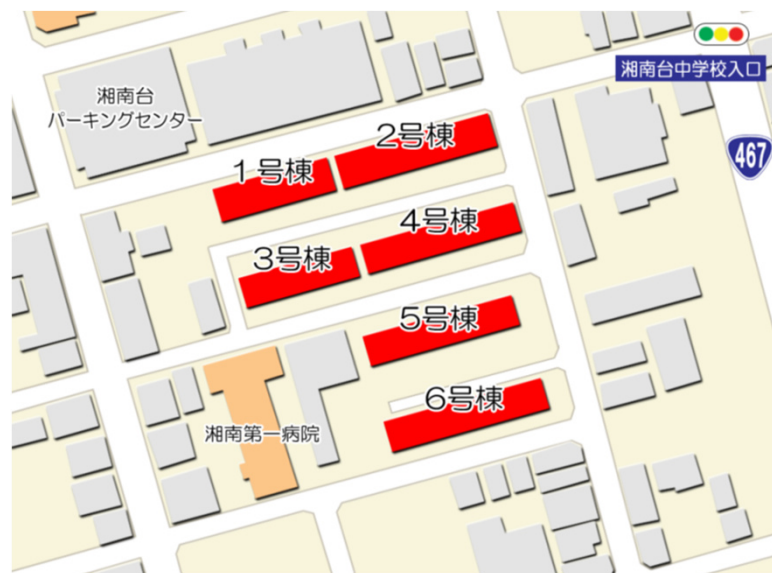 湘南台中学校入口
湘南台
パーキングセンター
467
2号棟
1号棟
4号棟
3号棟
5号棟
6号棟
湘南第一病院